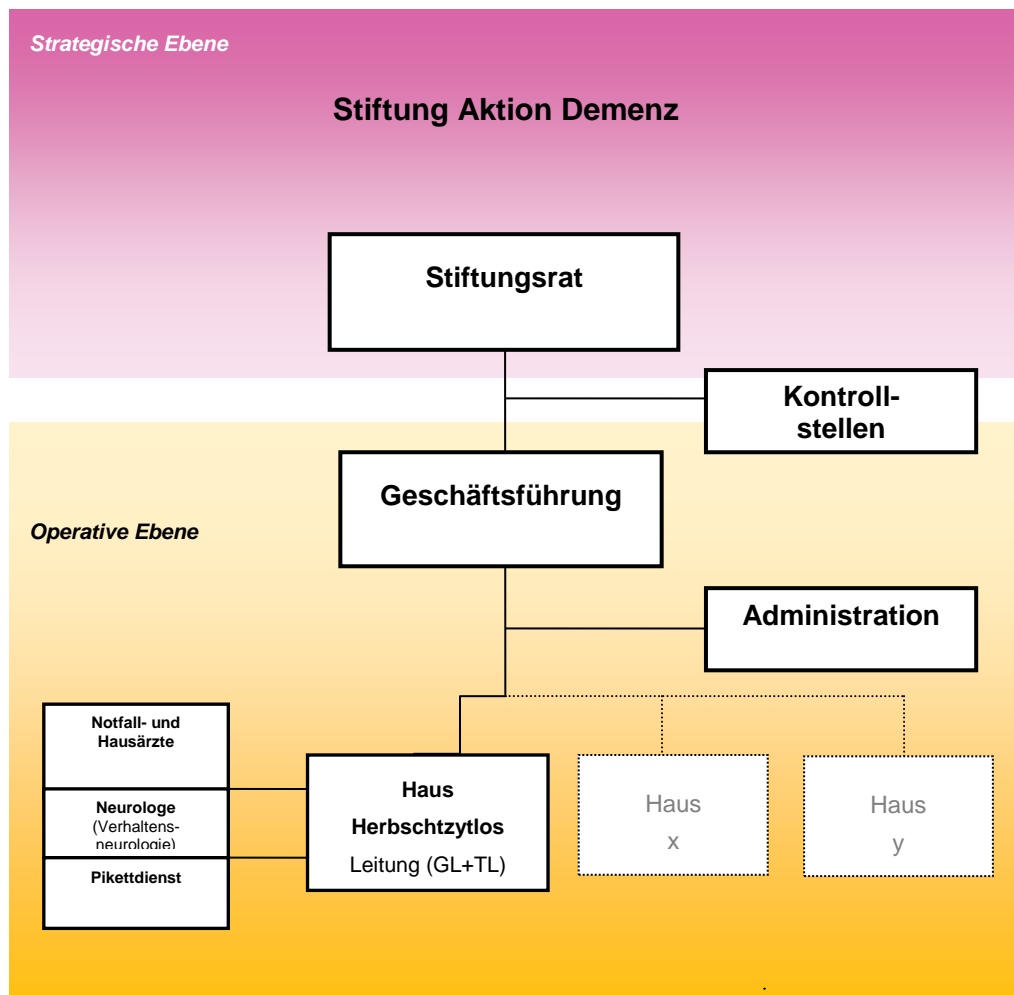 Strategische Ebene
Stiftung Aktion Demenz
Stiftungsrat
Kontroll-
stellen
Geschäftsführung
Operative Ebene
Administration
Notfall- und
Hausärzte
Neurologe
(Verhaltens-
neurologie)
Pikettdienst
Haus
Herbschtzytlos
Leitung (GL+TL)
Haus
x
Haus
y